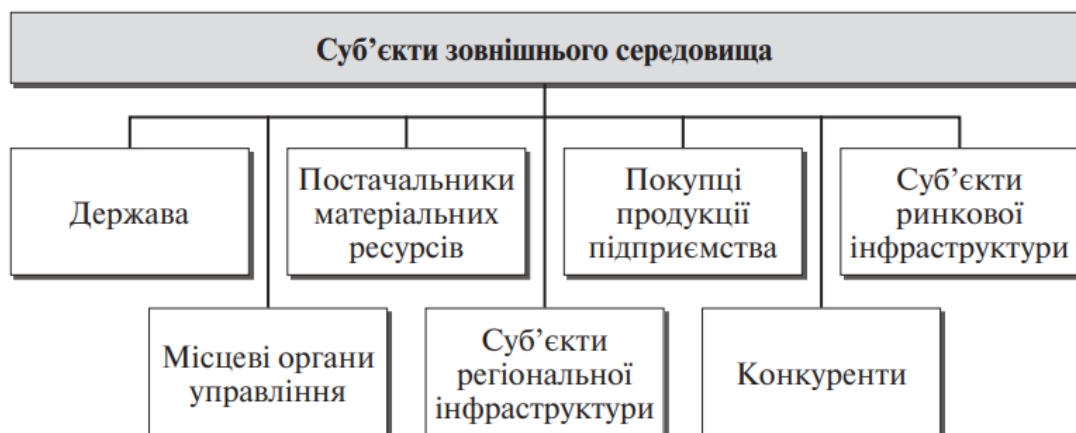 Суб’єкти зовнішнього середовища
Держава
Постачальники
матеріальних
ресурсів
Покупці
продукції
підприємства
Суб’єкти
ринкової
інфраструктури
Місцеві органи
управління
Суб’єкти
регіональної
інфраструктури
Конкуренти